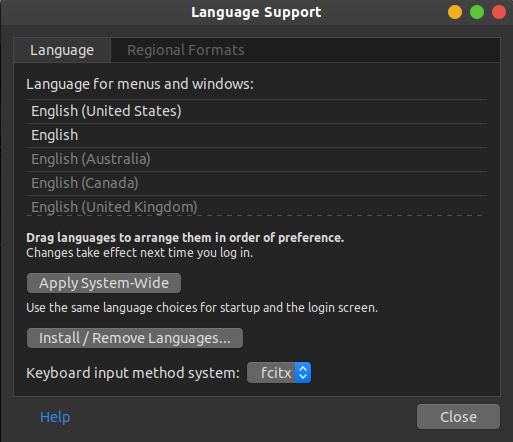 Language Support
Language
Regional Formats
Language for menus and windows:
English (United States)
English
English (Australia)
English (Canada)
English (United Kingdom)
Drag languages to arrange them in order of preference.
Changes take effect next time you log in.
Apply System-Wide
Use the same language choices for startup and the login screen.
Install / Remove Languages...
Keyboard input method system: fcitx
Help
Close